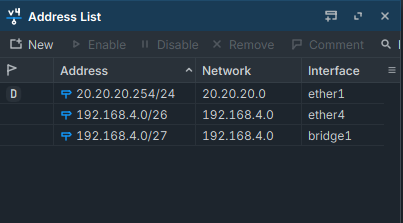 v4 Address List
New Enable Disable Remove Comment
Address Network Interface
D 20.20.20.254/24 20.20.20.0 ether1
192.168.4.0/26 192.168.4.0 ether4
192.168.4.0/27 192.168.4.0 bridge1